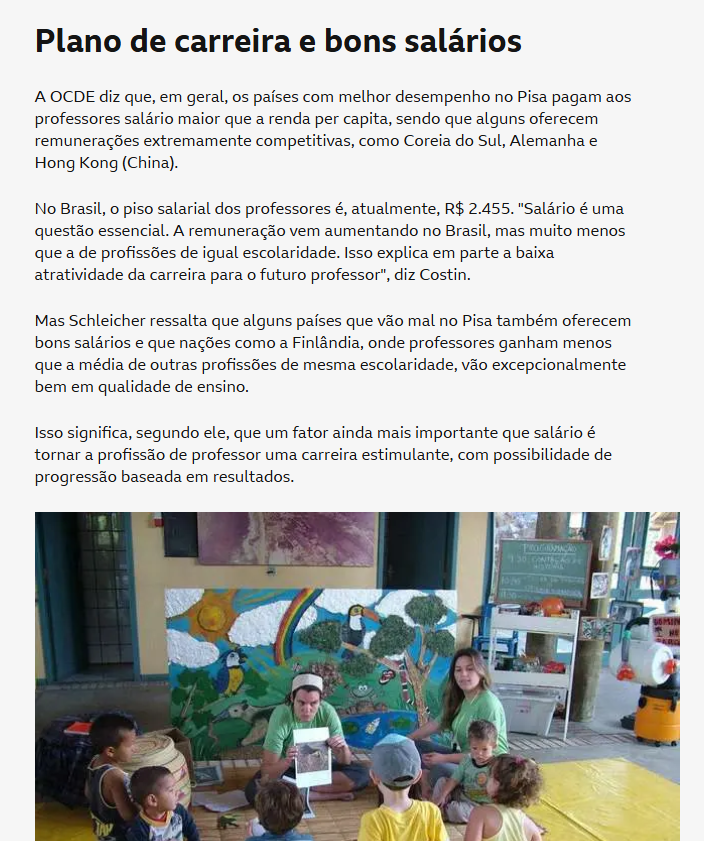 Plano de carreira e bons salários
A OCDE diz que, em geral, os países com melhor desempenho no Pisa pagam aos
professores salário maior que a renda per capita, sendo que alguns oferecem
remunerações extremamente competitivas, como Coreia do Sul, Alemanha e
Hong Kong (China).
No Brasil, o piso salarial dos professores é, atualmente, R$ 2.455. "Salário é uma
questão essencial. A remuneração vem aumentando no Brasil, mas muito menos
que a de profissões de igual escolaridade. Isso explica em parte a baixa
atratividade da carreira para o futuro professor", diz Costin.
Mas Schleicher ressalta que alguns países que vão mal no Pisa também oferecem
bons salários e que nações como a Finlândia, onde professores ganham menos
que a média de outras profissões de mesma escolaridade, vão excepcionalmente
bem em qualidade de ensino.
Isso significa, segundo ele, que um fator ainda mais importante que salário é
tornar a profissão de professor uma carreira estimulante, com possibilidade de
progressão baseada em resultados.
PROGRAMAÇÃO
9:30 CONTAÇÃO DE